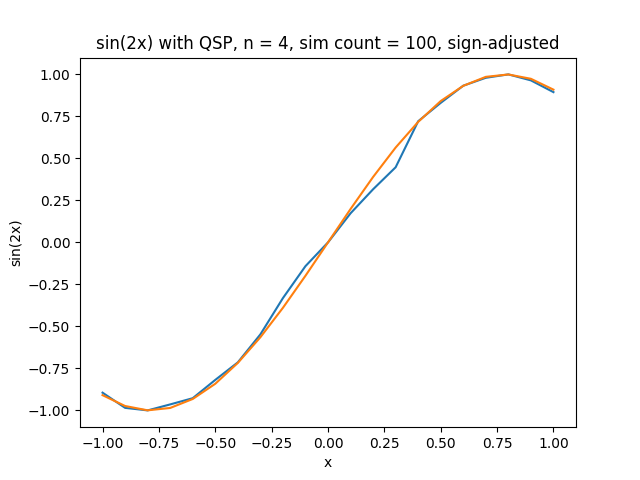 sin(2x) with QSP, n = 4, sim count = 100, sign-adjusted
1.00
0.75
0.50
0.25
0.00
−0.25
−0.50
−0.75
−1.00
sin(2x)
−1.00 −0.75 −0.50 −0.25 0.00 0.25 0.50 0.75 1.00
x